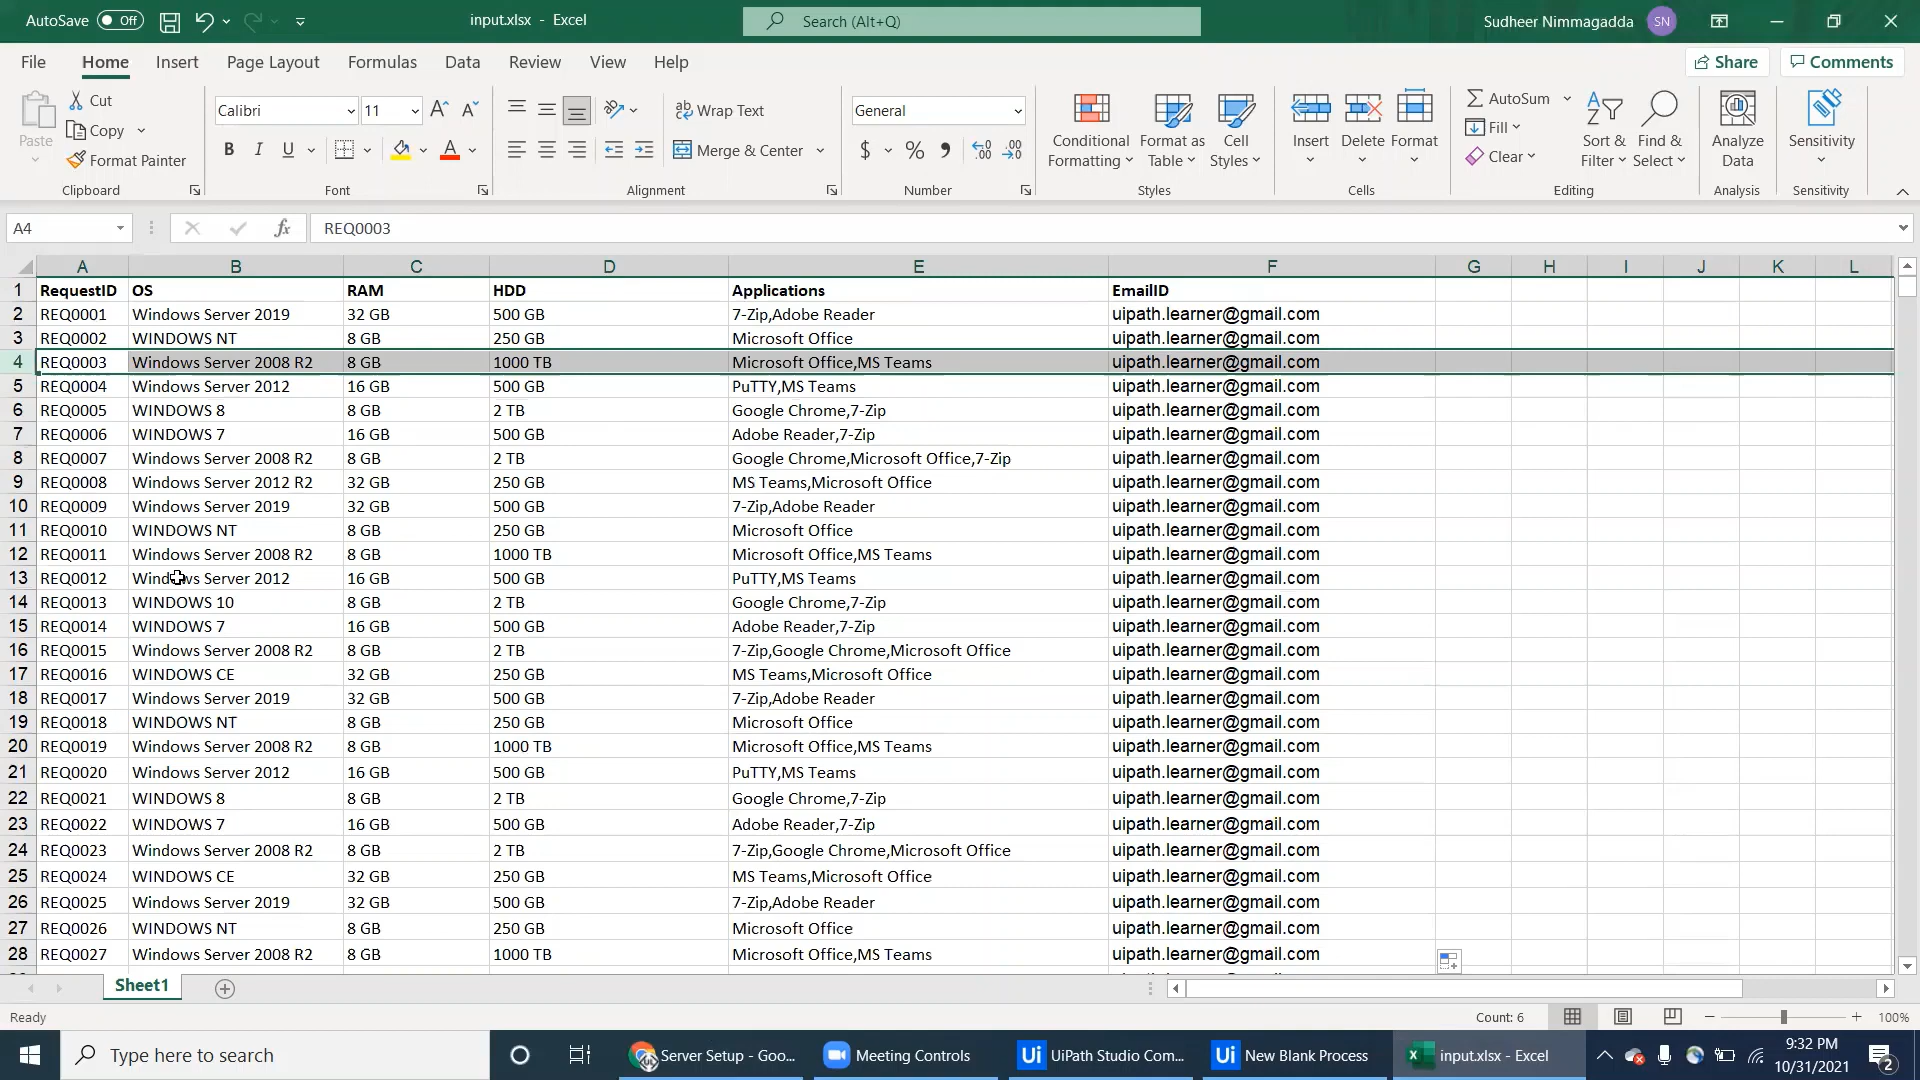 AutoSave Off input.xlsx - Excel Search (Alt+Q) Sudheer Nimmagadda SN
File Home Insert Page Layout Formulas Data Review View Help Share Comments
Paste Cut Copy Format Painter Clipboard
Calibri 11 B I U A A A Font
Wrap Text Merge & Center Alignment
General $ % Number
Conditional Formatting Format as Table Cell Styles Styles
Insert Delete Format Cells
AutoSum Fill Clear Sort & Filter Find & Select Editing
Analyze Data Analysis
Sensitivity Sensitivity
A4 fx REQ0003
A B C D E F G H I J K L
1 RequestID OS RAM HDD Applications EmailID
2 REQ0001 Windows Server 2019 32 GB 500 GB 7-Zip,Adobe Reader uipath.learner@gmail.com
3 REQ0002 WINDOWS NT 8 GB 250 GB Microsoft Office uipath.learner@gmail.com
4 REQ0003 Windows Server 2008 R2 8 GB 1000 TB Microsoft Office,MS Teams uipath.learner@gmail.com
5 REQ0004 Windows Server 2012 16 GB 500 GB PuTTY,MS Teams uipath.learner@gmail.com
6 REQ0005 WINDOWS 8 8 GB 2 TB Google Chrome,7-Zip uipath.learner@gmail.com
7 REQ0006 WINDOWS 7 16 GB 500 GB Adobe Reader,7-Zip uipath.learner@gmail.com
8 REQ0007 Windows Server 2008 R2 8 GB 2 TB Google Chrome,Microsoft Office,7-Zip uipath.learner@gmail.com
9 REQ0008 Windows Server 2012 R2 32 GB 250 GB MS Teams,Microsoft Office uipath.learner@gmail.com
10 REQ0009 Windows Server 2019 32 GB 500 GB 7-Zip,Adobe Reader uipath.learner@gmail.com
11 REQ0010 WINDOWS NT 8 GB 250 GB Microsoft Office uipath.learner@gmail.com
12 REQ0011 Windows Server 2008 R2 8 GB 1000 TB Microsoft Office,MS Teams uipath.learner@gmail.com
13 REQ0012 Windows Server 2012 16 GB 500 GB PuTTY,MS Teams uipath.learner@gmail.com
14 REQ0013 WINDOWS 10 8 GB 2 TB Google Chrome,7-Zip uipath.learner@gmail.com
15 REQ0014 WINDOWS 7 16 GB 500 GB Adobe Reader,7-Zip uipath.learner@gmail.com
16 REQ0015 Windows Server 2008 R2 8 GB 2 TB 7-Zip,Google Chrome,Microsoft Office uipath.learner@gmail.com
17 REQ0016 WINDOWS CE 32 GB 250 GB MS Teams,Microsoft Office uipath.learner@gmail.com
18 REQ0017 Windows Server 2019 32 GB 500 GB 7-Zip,Adobe Reader uipath.learner@gmail.com
19 REQ0018 WINDOWS NT 8 GB 250 GB Microsoft Office uipath.learner@gmail.com
20 REQ0019 Windows Server 2008 R2 8 GB 1000 TB Microsoft Office,MS Teams uipath.learner@gmail.com
21 REQ0020 Windows Server 2012 16 GB 500 GB PuTTY,MS Teams uipath.learner@gmail.com
22 REQ0021 WINDOWS 8 8 GB 2 TB Google Chrome,7-Zip uipath.learner@gmail.com
23 REQ0022 WINDOWS 7 16 GB 500 GB Adobe Reader,7-Zip uipath.learner@gmail.com
24 REQ0023 Windows Server 2008 R2 8 GB 2 TB 7-Zip,Google Chrome,Microsoft Office uipath.learner@gmail.com
25 REQ0024 WINDOWS CE 32 GB 250 GB MS Teams,Microsoft Office uipath.learner@gmail.com
26 REQ0025 Windows Server 2019 32 GB 500 GB 7-Zip,Adobe Reader uipath.learner@gmail.com
27 REQ0026 WINDOWS NT 8 GB 250 GB Microsoft Office uipath.learner@gmail.com
28 REQ0027 Windows Server 2008 R2 8 GB 1000 TB Microsoft Office,MS Teams uipath.learner@gmail.com
Sheet1
Ready Count: 6 100%
Type here to search Server Setup - Goo... Meeting Controls Ui UiPath Studio Com... Ui New Blank Process input.xlsx - Excel 9:32 PM
10/31/2021 2